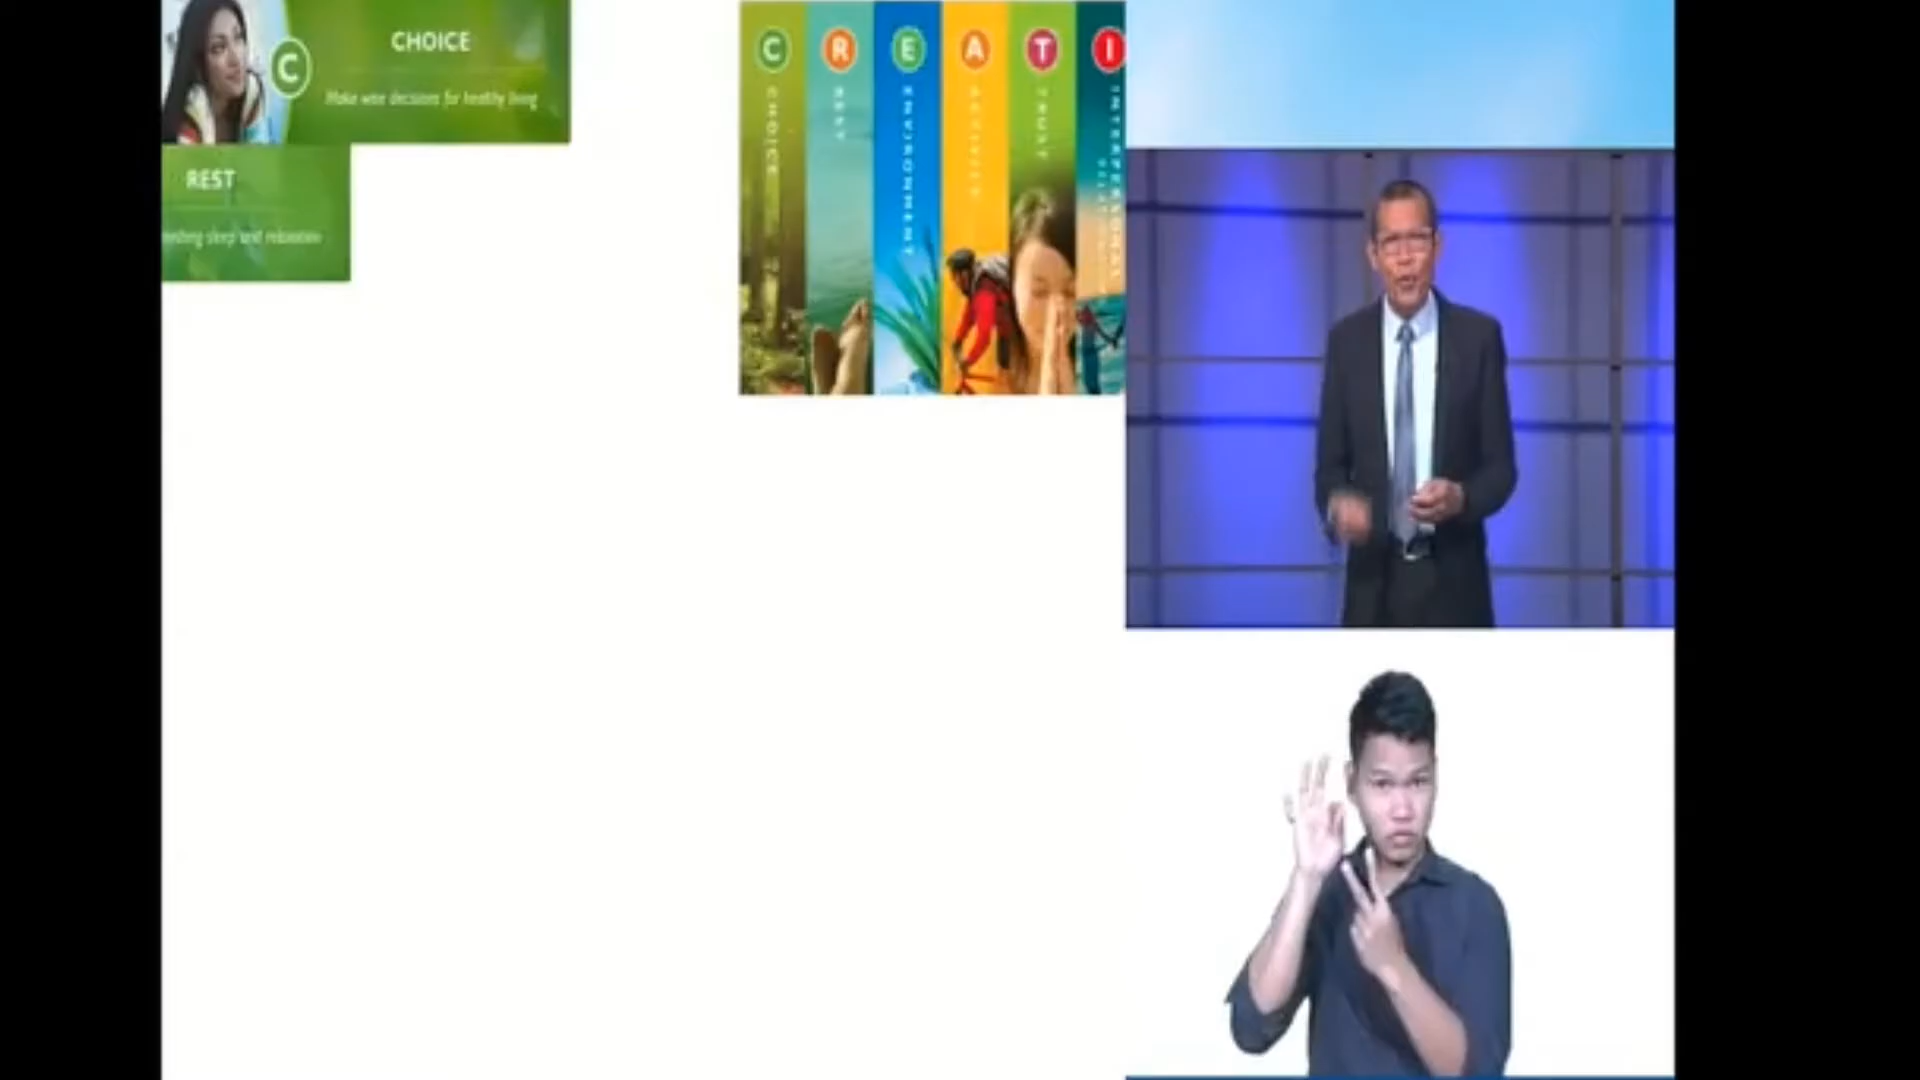 C
CHOICE
Make wise decisions for healthy living
REST
sleep and relaxation
C R E A T I
CHOICE
REST
ENVIRONMENT
ACTIVITY
TRUST
INTERPERSONAL